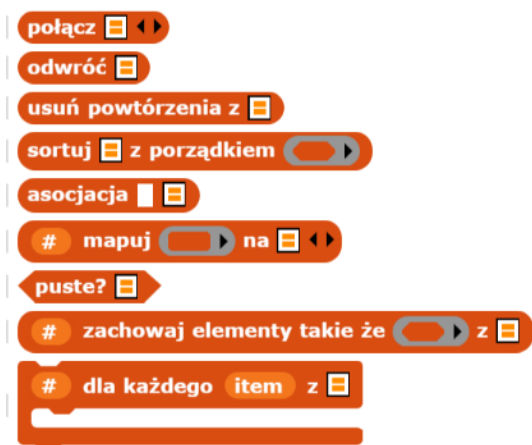 połącz
odwróć
usuń powtórzenia z
sortuj z porządkiem
asocjacja
# mapuj na
puste?
# zachowaj elementy takie że z
# dla każdego item z